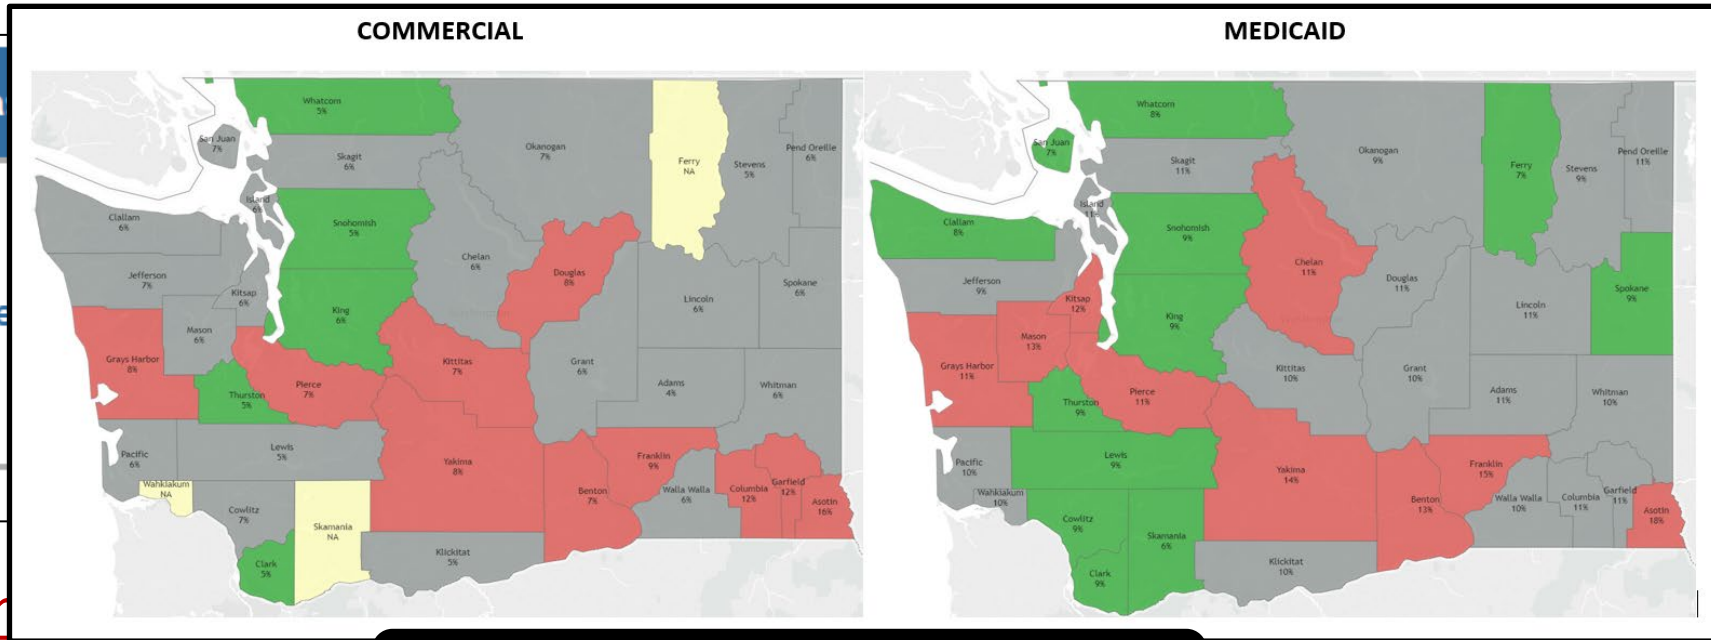 COMMERCIAL
Whatcom
5%
San Juan
7%
Skagit
6%
Okanogan
7%
Ferry
NA
Stevens
5%
Pend Oreille
6%
Island
6%
Clallam
6%
Snohomish
5%
Chelan
6%
Douglas
8%
Jefferson
7%
Kitsap
6%
King
6%
Lincoln
6%
Spokane
6%
Mason
6%
Grays Harbor
8%
Kittitas
7%
Grant
6%
Pierce
7%
Thurston
5%
Adams
4%
Whitman
6%
Pacific
6%
Lewis
5%
Yakima
8%
Franklin
9%
Wahkiakum
NA
Cowlitz
7%
Skamania
NA
Benton
7%
Walla Walla
6%
Columbia
12%
Garfield
12%
Asotin
16%
Clark
5%
Klickitat
5%
MEDICAID
Whatcom
8%
San Juan
7%
Skagit
11%
Okanogan
9%
Ferry
7%
Stevens
9%
Pend Oreille
11%
Island
11%
Clallam
8%
Snohomish
9%
Chelan
11%
Douglas
11%
Jefferson
9%
Kitsap
12%
King
9%
Lincoln
11%
Spokane
9%
Mason
13%
Grays Harbor
11%
Kittitas
10%
Grant
10%
Pierce
11%
Thurston
9%
Adams
11%
Whitman
10%
Pacific
10%
Lewis
9%
Yakima
14%
Franklin
15%
Wahkiakum
10%
Cowlitz
9%
Skamania
6%
Benton
13%
Walla Walla
10%
Columbia
11%
Garfield
11%
Asotin
18%
Clark
9%
Klickitat
10%